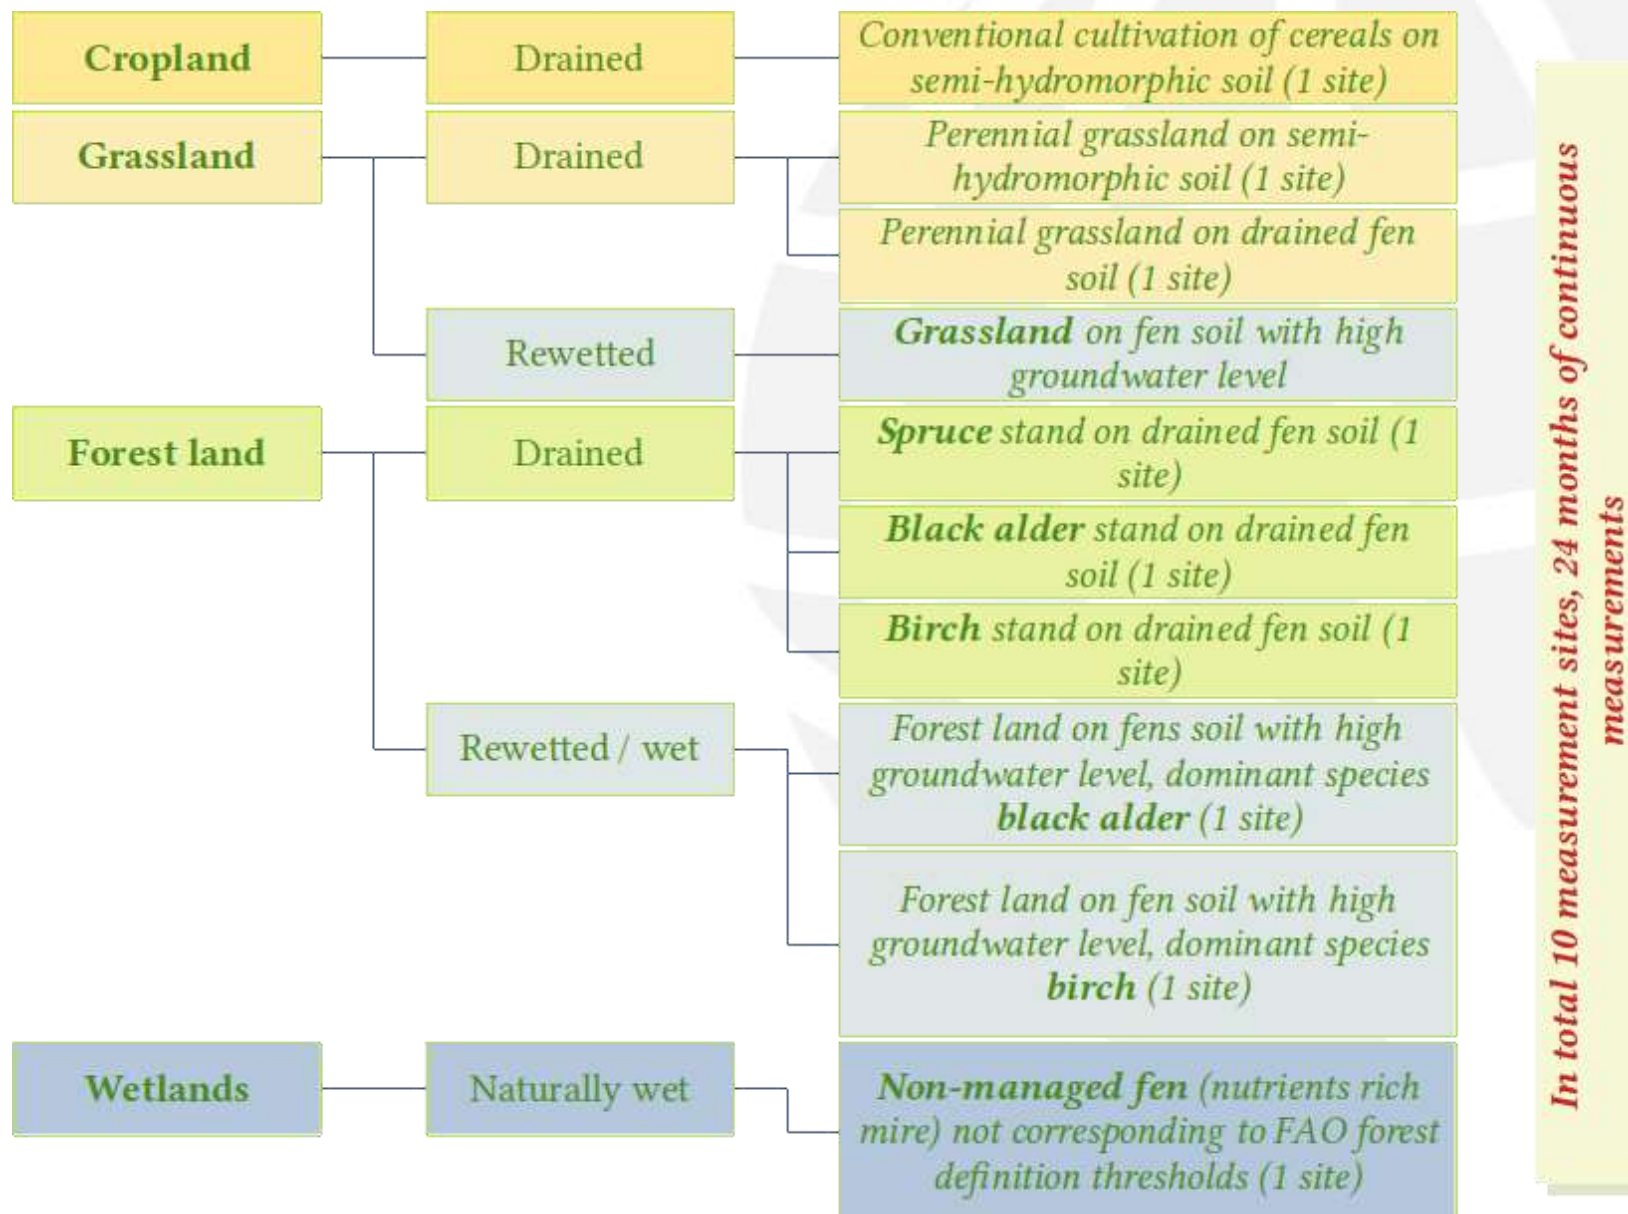 Cropland
Drained
Conventional cultivation of cereals on
semi-hydromorphic soil (1 site)
Grassland
Drained
Perennial grassland on semi-
hydromorphic soil (1 site)
Perennial grassland on drained fen
soil (1 site)
Rewetted
Grassland on fen soil with high
groundwater level
Forest land
Drained
Spruce stand on drained fen soil (1
site)
Black alder stand on drained fen
soil (1 site)
Birch stand on drained fen soil (1
site)
Rewetted / wet
Forest land on fens soil with high
groundwater level, dominant species
black alder (1 site)
Forest land on fen soil with high
groundwater level, dominant species
birch (1 site)
Wetlands
Naturally wet
Non-managed fen (nutrients rich
mire) not corresponding to FAO forest
definition thresholds (1 site)
In total 10 measurement sites, 24 months of continuous
measurements